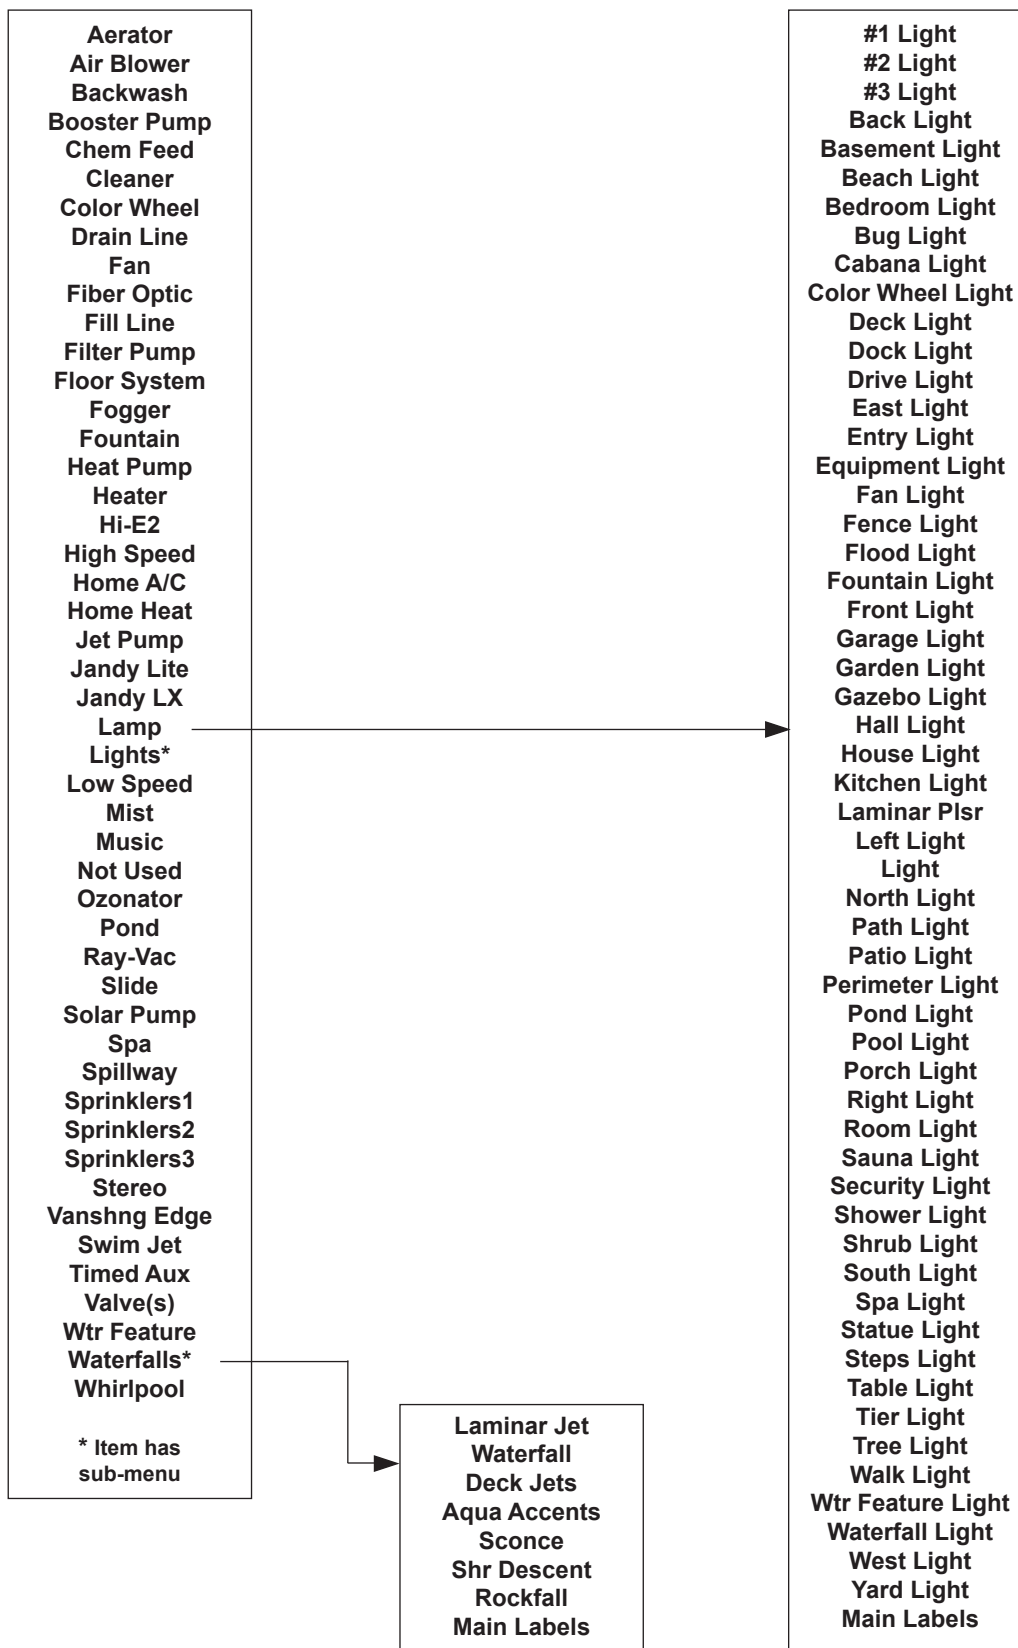 Aerator
Air Blower
Backwash
Booster Pump
Chem Feed
Cleaner
Color Wheel
Drain Line
Fan
Fiber Optic
Fill Line
Filter Pump
Floor System
Fogger
Fountain
Heat Pump
Heater
Hi-E2
High Speed
Home A/C
Home Heat
Jet Pump
Jandy Lite
Jandy LX
Lamp
Lights*
Low Speed
Mist
Music
Not Used
Ozonator
Pond
Ray-Vac
Slide
Solar Pump
Spa
Spillway
Sprinklers1
Sprinklers2
Sprinklers3
Stereo
Vanshng Edge
Swim Jet
Timed Aux
Valve(s)
Wtr Feature
Waterfalls*
Whirlpool
* Item has
sub-menu
Laminar Jet
Waterfall
Deck Jets
Aqua Accents
Sconce
Shr Descent
Rockfall
Main Labels
#1 Light
#2 Light
#3 Light
Back Light
Basement Light
Beach Light
Bedroom Light
Bug Light
Cabana Light
Color Wheel Light
Deck Light
Dock Light
Drive Light
East Light
Entry Light
Equipment Light
Fan Light
Fence Light
Flood Light
Fountain Light
Front Light
Garage Light
Garden Light
Gazebo Light
Hall Light
House Light
Kitchen Light
Laminar Plsr
Left Light
Light
North Light
Path Light
Patio Light
Perimeter Light
Pond Light
Pool Light
Porch Light
Right Light
Room Light
Sauna Light
Security Light
Shower Light
Shrub Light
South Light
Spa Light
Statue Light
Steps Light
Table Light
Tier Light
Tree Light
Walk Light
Wtr Feature Light
Waterfall Light
West Light
Yard Light
Main Labels